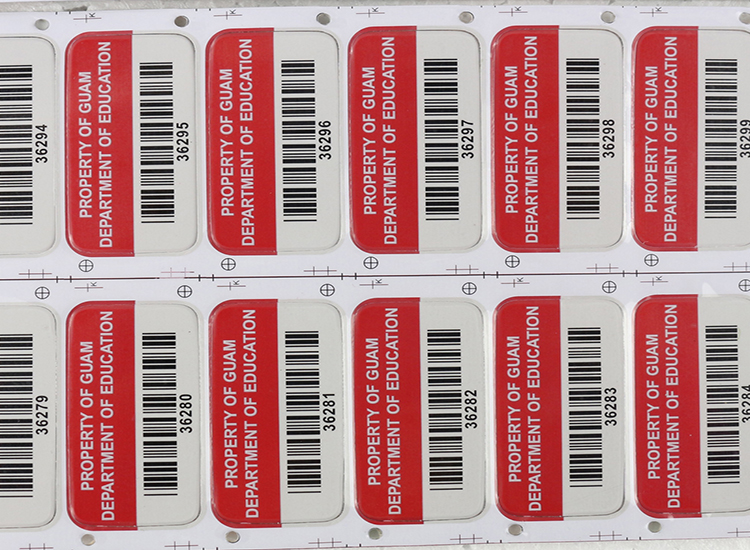 36294
PROPERTY OF GUAM
DEPARTMENT OF EDUCATION
36295
PROPERTY OF GUAM
DEPARTMENT OF EDUCATION
36296
PROPERTY OF GUAM
DEPARTMENT OF EDUCATION
36297
PROPERTY OF GUAM
DEPARTMENT OF EDUCATION
36298
PROPERTY OF GUAM
DEPARTMENT OF EDUCATION
36299
36279
PROPERTY OF GUAM
DEPARTMENT OF EDUCATION
36280
PROPERTY OF GUAM
DEPARTMENT OF EDUCATION
36281
PROPERTY OF GUAM
DEPARTMENT OF EDUCATION
36282
PROPERTY OF GUAM
DEPARTMENT OF EDUCATION
36283
PROPERTY OF GUAM
DEPARTMENT OF EDUCATION
36284